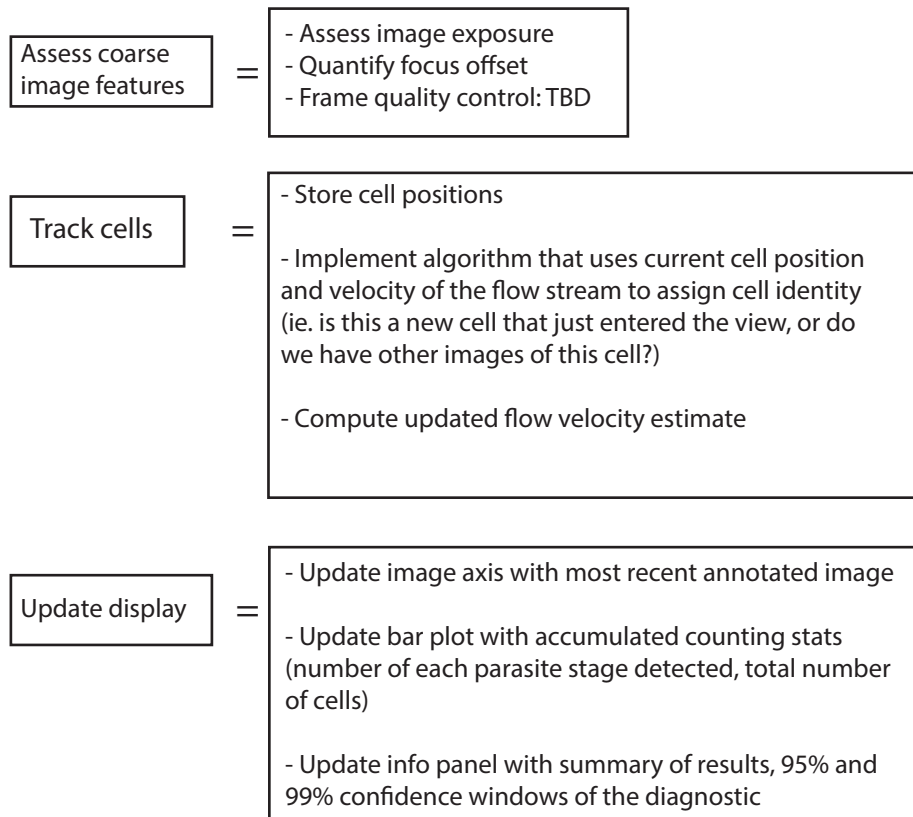 Assess coarse
image features
=
- Assess image exposure
- Quantify focus offset
- Frame quality control: TBD
Track cells
=
- Store cell positions
- Implement algorithm that uses current cell position
and velocity of the flow stream to assign cell identity
(ie. is this a new cell that just entered the view, or do
we have other images of this cell?)
- Compute updated flow velocity estimate
Update display
=
- Update image axis with most recent annotated image
- Update bar plot with accumulated counting stats
(number of each parasite stage detected, total number
of cells)
- Update info panel with summary of results, 95% and
99% confidence windows of the diagnostic